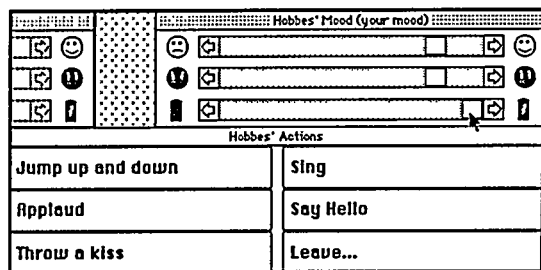 Hobbes' Mood (your mood)
Hobbes' Actions
Jump up and down
Sing
Applaud
Say Hello
Throw a kiss
Leave...